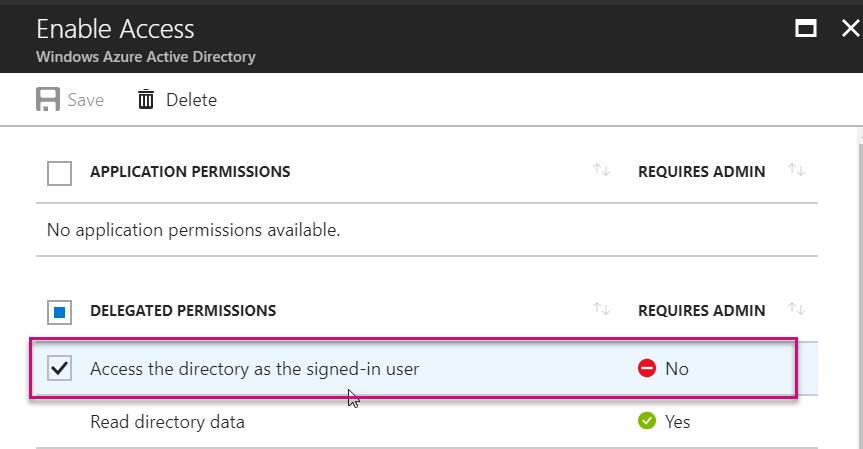 Enable Access
Windows Azure Active Directory
Save Delete
APPLICATION PERMISSIONS REQUIRES ADMIN
No application permissions available.
DELEGATED PERMISSIONS REQUIRES ADMIN
Access the directory as the signed-in user No
Read directory data Yes